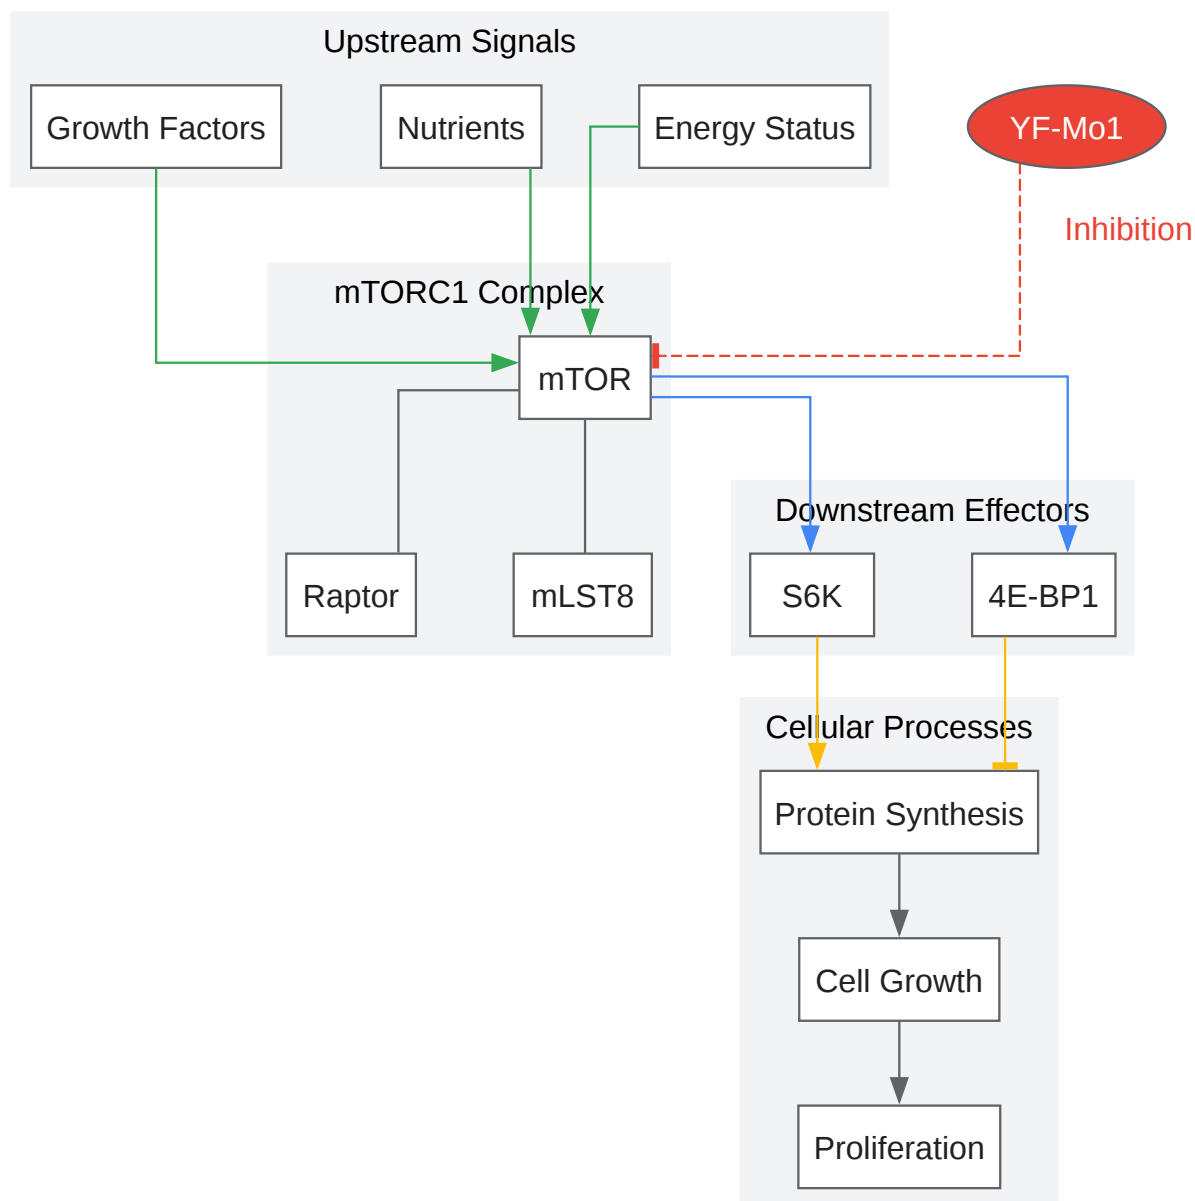 Upstream Signals
Growth Factors
Nutrients
Energy Status
YF-Mo1
Inhibition
mTORC1 Complex
mTOR
Raptor
mLST8
Downstream Effectors
S6K
4E-BP1
Cellular Processes
Protein Synthesis
Cell Growth
Proliferation